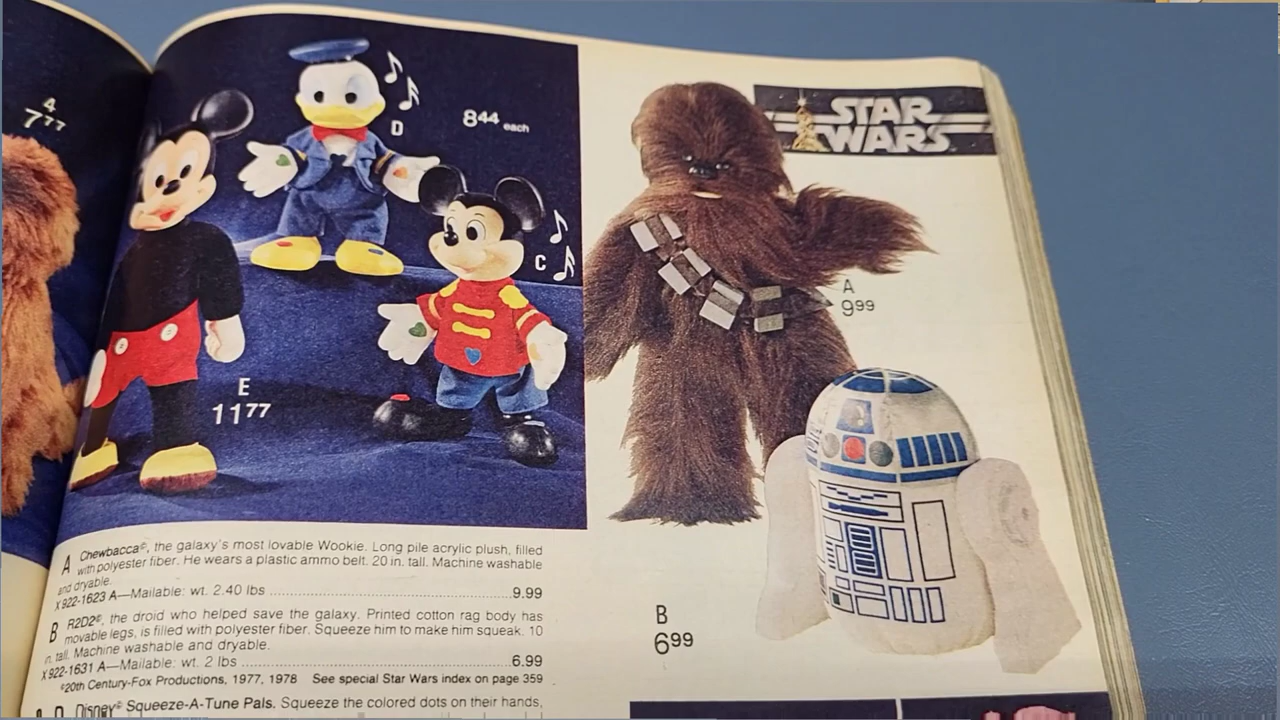 4
7⁷⁷
D
8⁴⁴ each
C
E
11⁷⁷
STAR
WARS
A
9⁹⁹
B
6⁹⁹
A Chewbacca®, the galaxy's most lovable Wookie. Long pile acrylic plush, filled
with polyester fiber. He wears a plastic ammo belt. 20 in. tall. Machine washable
and dryable.
X 922-1623 A—Mailable: wt. 2.40 lbs ..... 9.99
B R2D2®, the droid who helped save the galaxy. Printed cotton rag body has
movable legs, is filled with polyester fiber. Squeeze him to make him squeak. 10
in. tall. Machine washable and dryable.
X 922-1631 A—Mailable: wt. 2 lbs ..... 6.99
©20th Century-Fox Productions, 1977, 1978 See special Star Wars index on page 359
Disney® Squeeze-A-Tune Pals. Squeeze the colored dots on their hands,